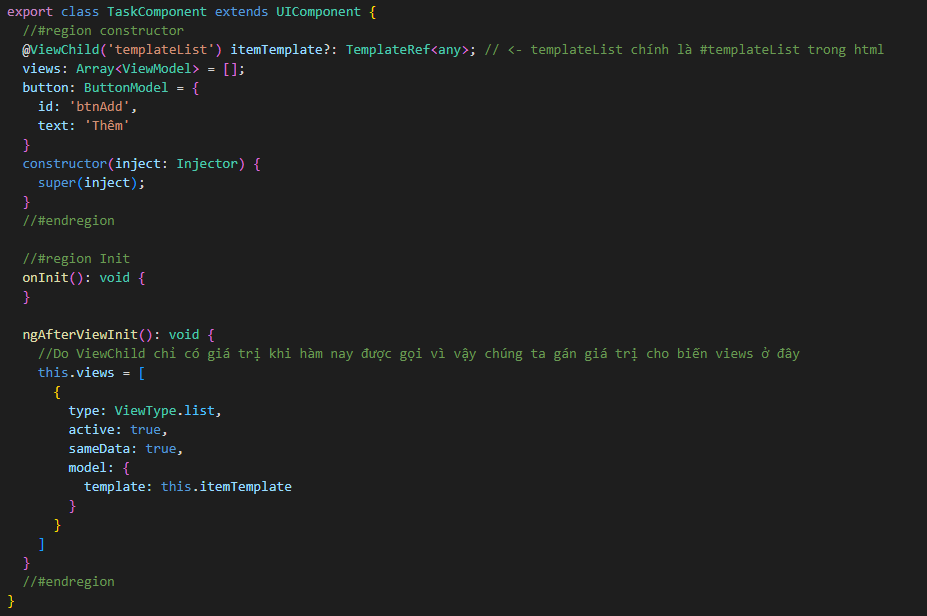 export class TaskComponent extends UIComponent {
  //#region constructor
  @ViewChild('templateList') itemTemplate?: TemplateRef<any>; // <- templateList chính là #templateList trong html
  views: Array<ViewModel> = [];
  button: ButtonModel = {
    id: 'btnAdd',
    text: 'Thêm'
  }
  constructor(inject: Injector) {
    super(inject);
  }
  //#endregion

  //#region Init
  onInit(): void {
  }

  ngAfterViewInit(): void {
    //Do ViewChild chỉ có giá trị khi hàm nay được gọi vì vậy chúng ta gán giá trị cho biến views ở đây
    this.views = [
      {
        type: ViewType.list,
        active: true,
        sameData: true,
        model: {
          template: this.itemTemplate
        }
      }
    ]
  }
  //#endregion
}